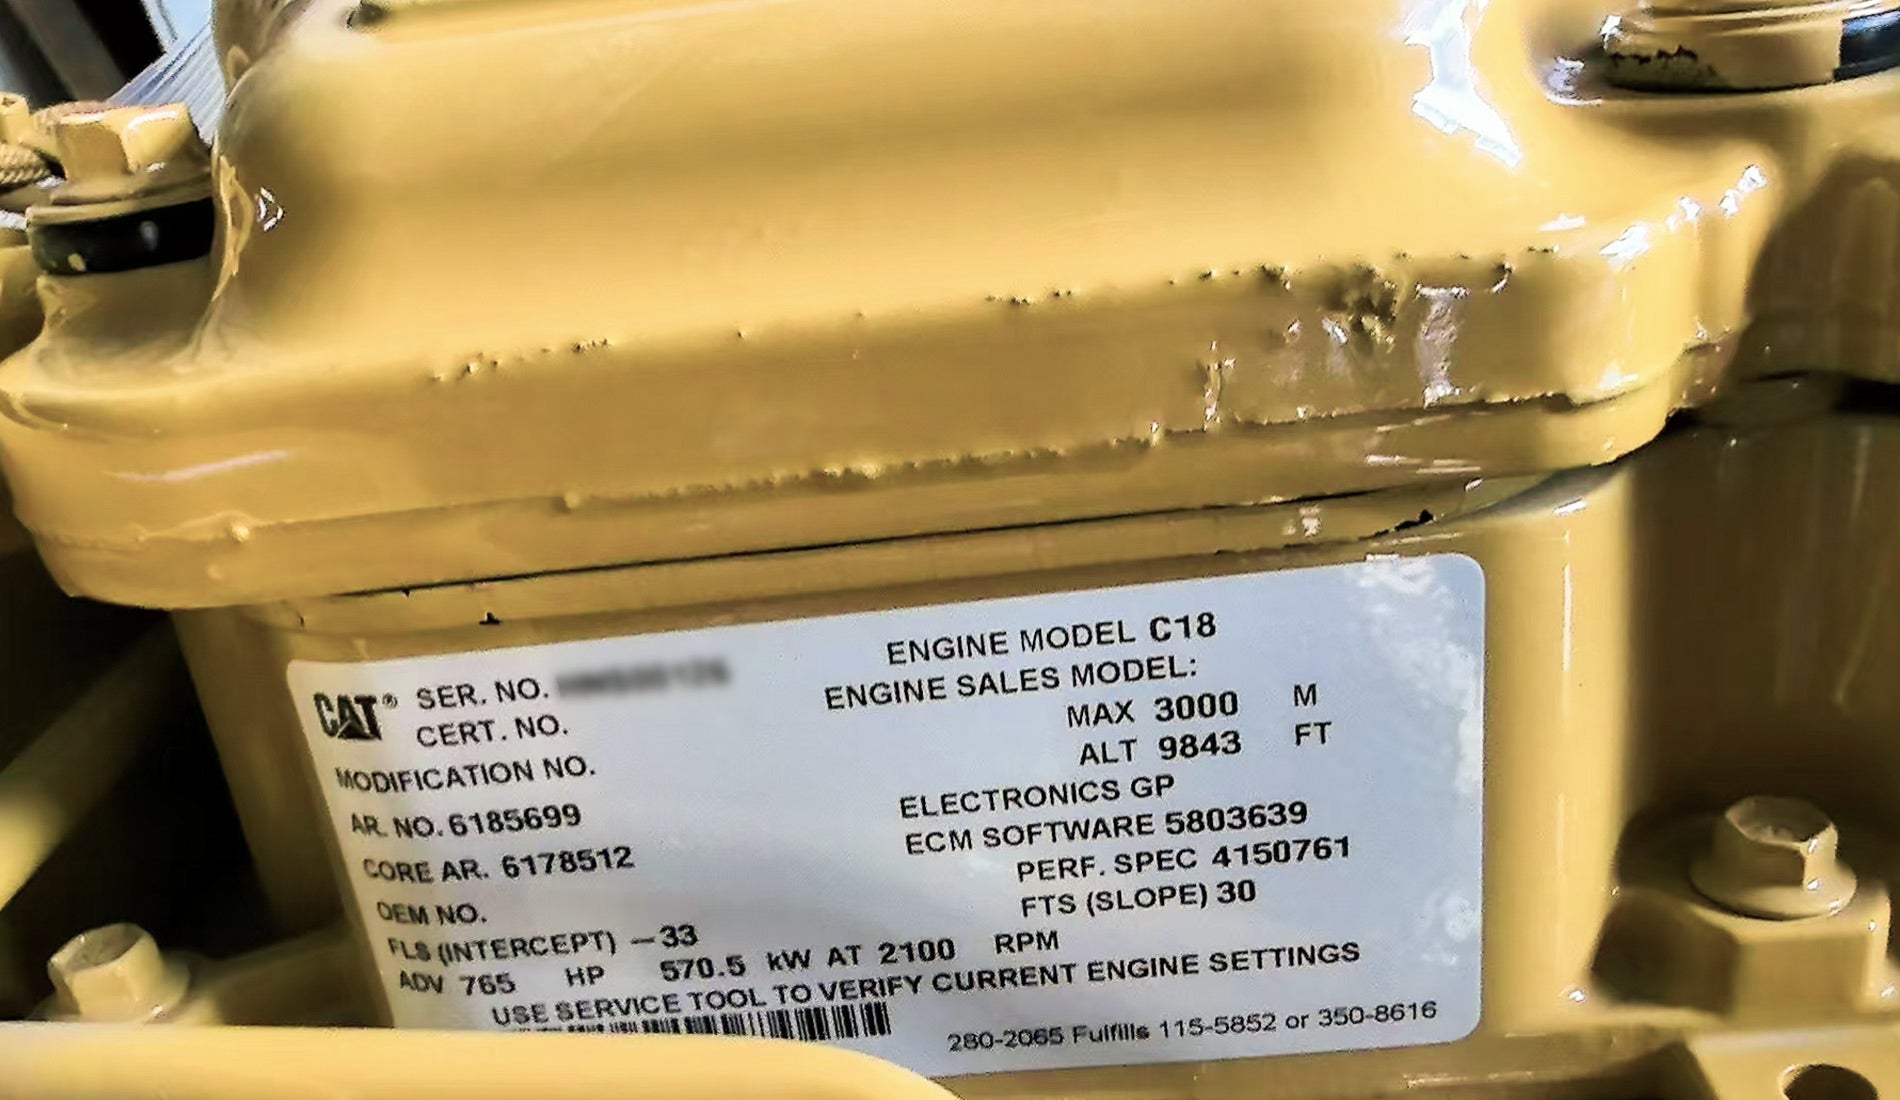 CAT® SER. NO.
CERT. NO.
MODIFICATION NO.
AR. NO. 6185699
CORE AR. 6178512
OEM NO.
FLS (INTERCEPT) -33
ADV 765 HP 570.5 kW AT 2100 RPM
USE SERVICE TOOL TO VERIFY CURRENT ENGINE SETTINGS
ENGINE MODEL C18
ENGINE SALES MODEL:
MAX 3000 M
ALT 9843 FT
ELECTRONICS GP
ECM SOFTWARE 5803639
PERF. SPEC 4150761
FTS (SLOPE) 30
280-2065 Fulfills 115-5852 or 350-8616